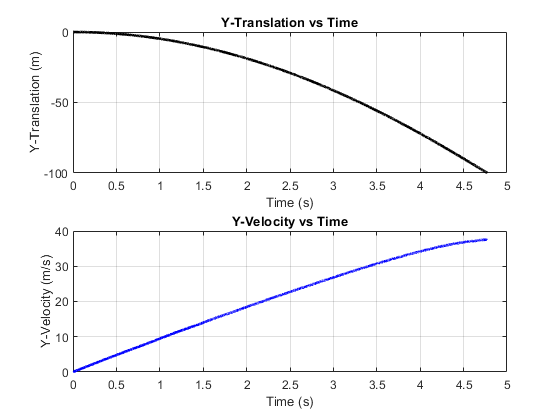 Y-Translation vs Time
0
-50
-100
Y-Translation (m)
0 0.5 1 1.5 2 2.5 3 3.5 4 4.5 5
Time (s)
Y-Velocity vs Time
40
30
20
10
0
Y-Velocity (m/s)
0 0.5 1 1.5 2 2.5 3 3.5 4 4.5 5
Time (s)